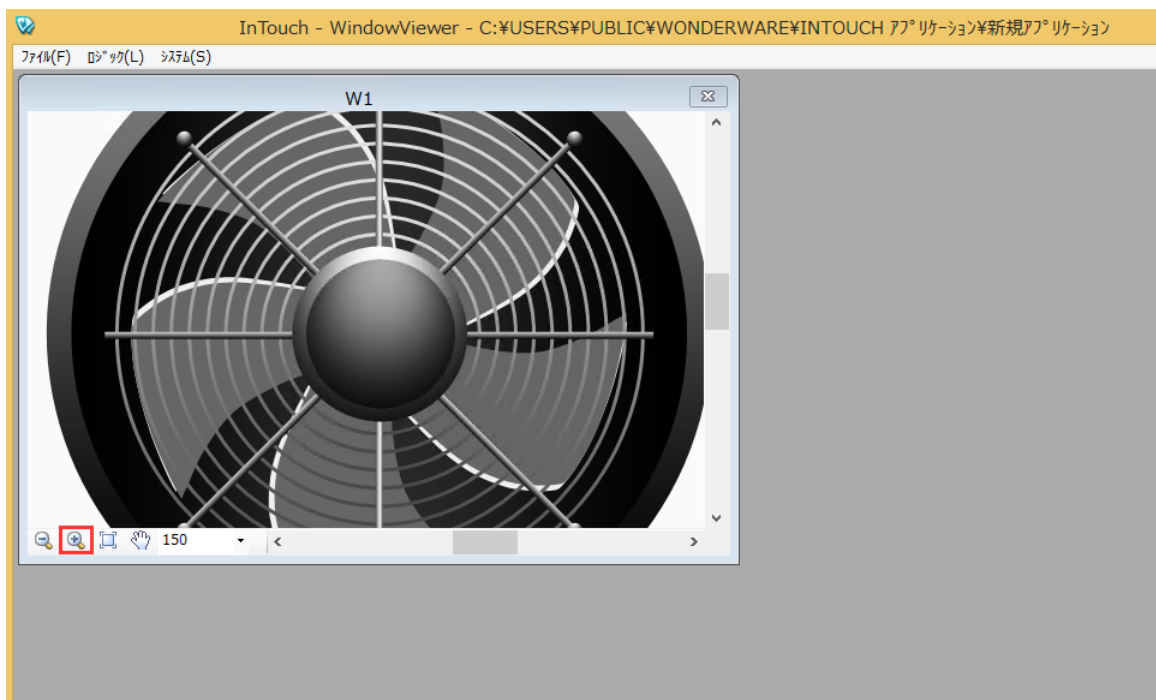 InTouch - WindowViewer - C:¥USERS¥PUBLIC¥WONDERWARE¥INTOUCH ｱﾌﾟﾘｹｰｼｮﾝ¥新規ｱﾌﾟﾘｹｰｼｮﾝ
ﾌｧｲﾙ(F) ﾛｼﾞｯｸ(L) ｼｽﾃﾑ(S)
W1
150